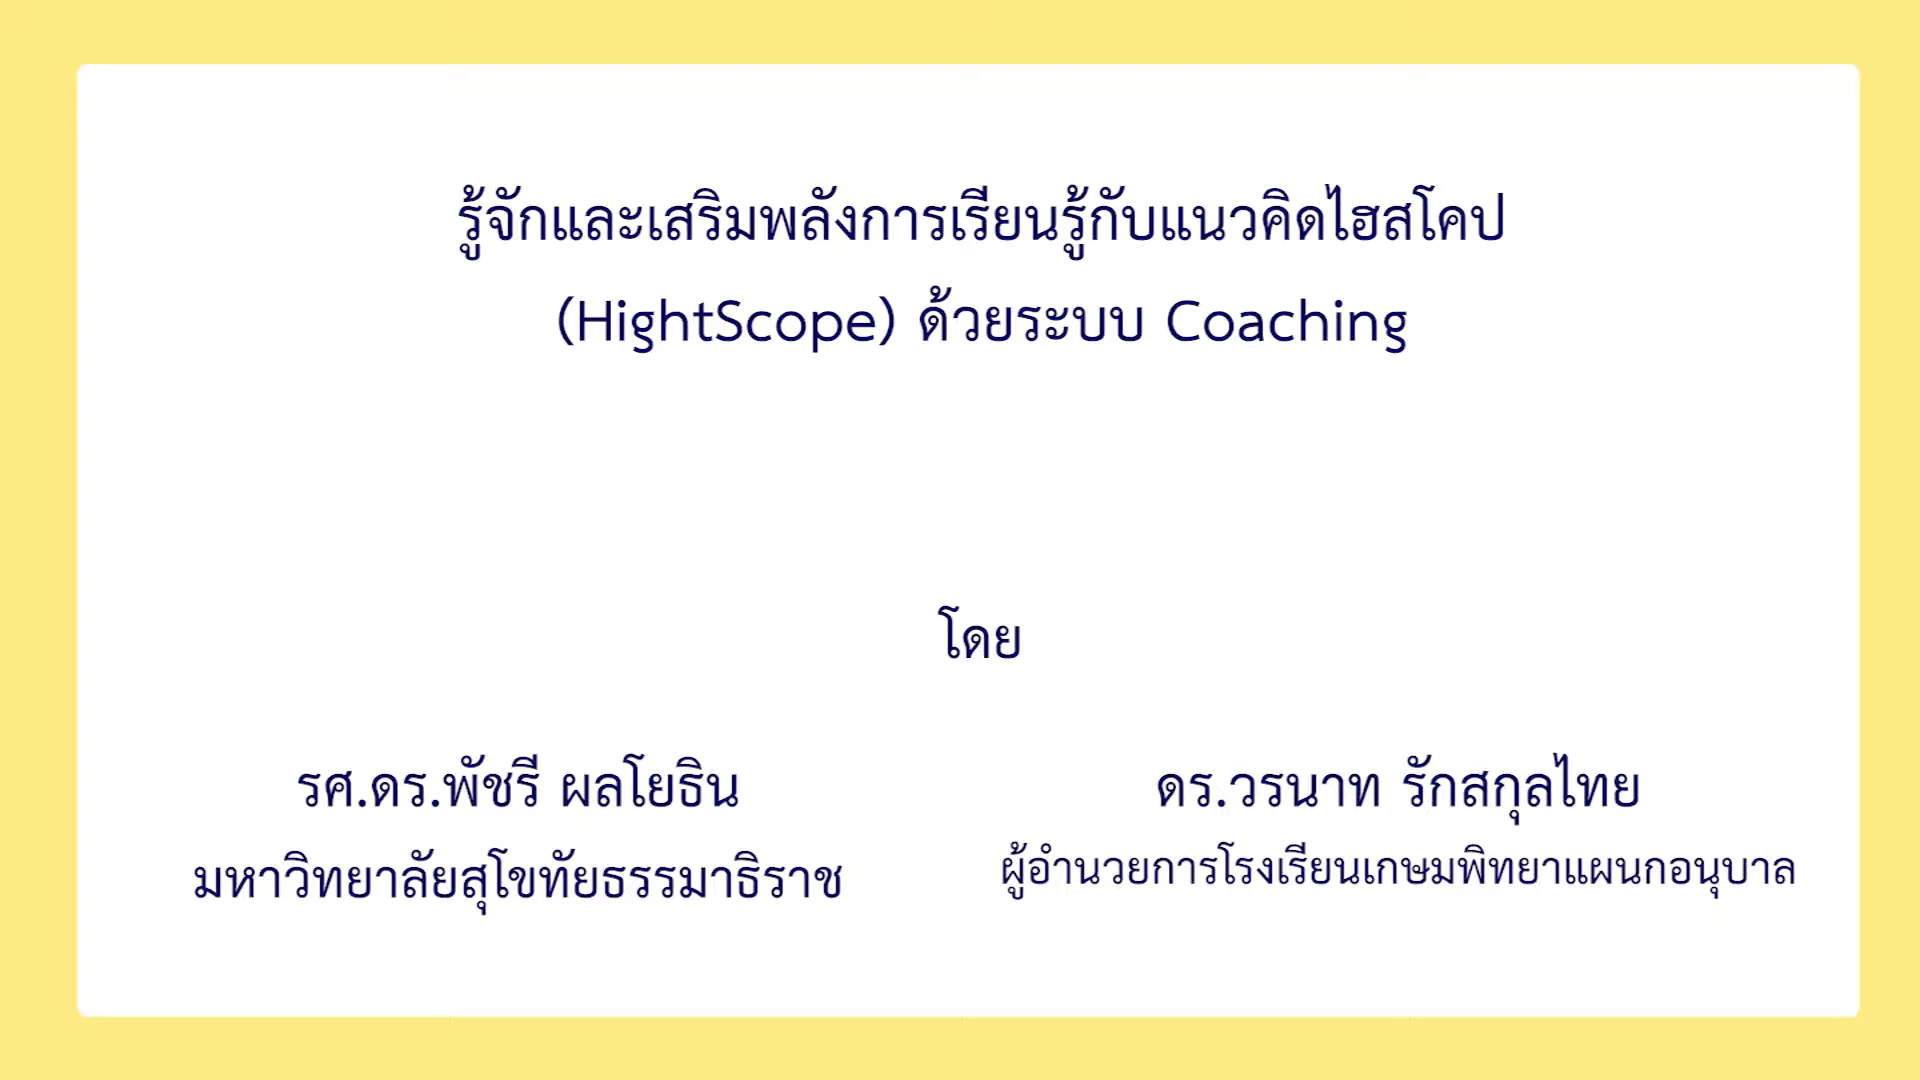 รู้จักและเสริมพลังการเรียนรู้กับแนวคิดไฮสโคป
(HightScope) ด้วยระบบ Coaching
โดย
รศ.ดร.พัชรี ผลโยธิน
มหาวิทยาลัยสุโขทัยธรรมาธิราช
ดร.วรนาท รักสกุลไทย
ผู้อำนวยการโรงเรียนเกษมพิทยาแผนกอนุบาล